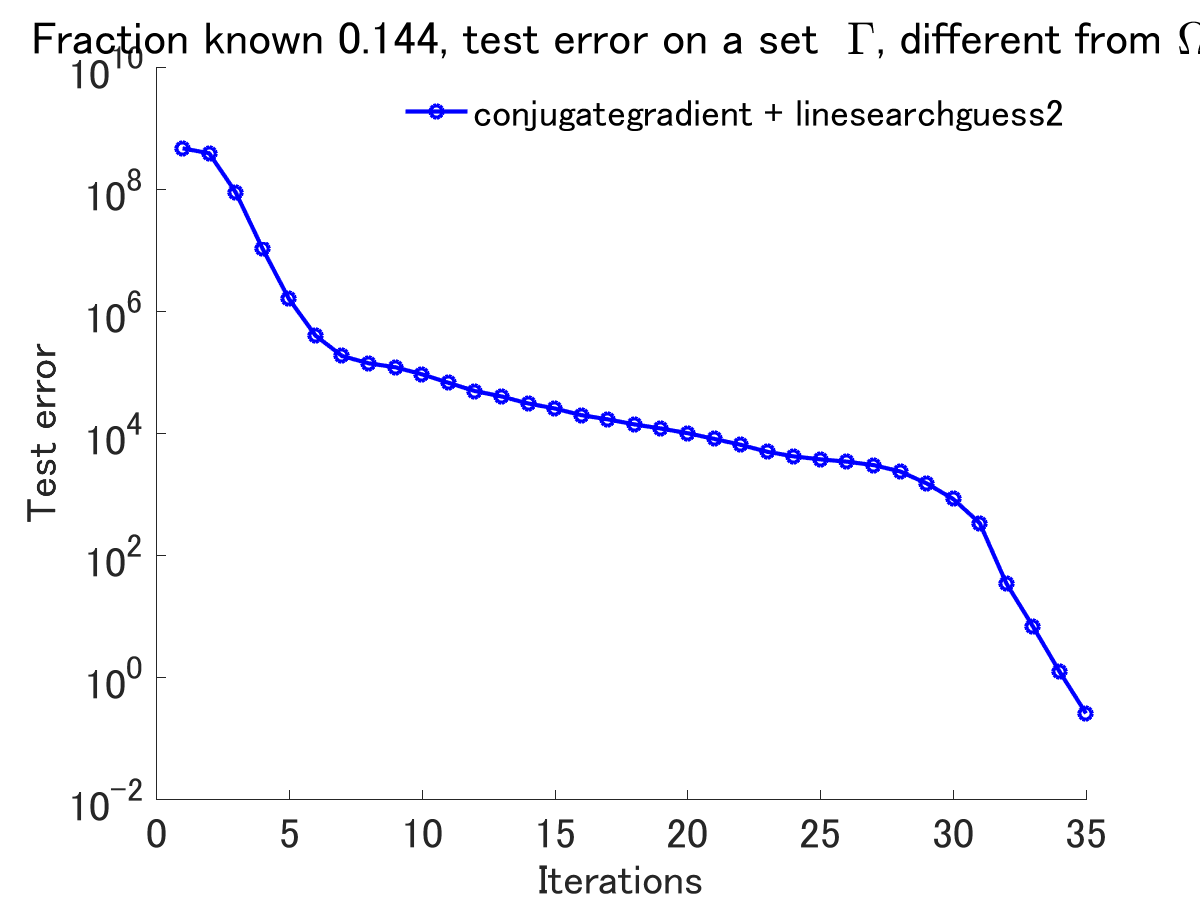 Fraction known 0.144, test error on a set Γ, different from Ω
10^10
conjugategradient + linesearchguess2
10^8
10^6
10^4
10^2
10^0
10^-2
Test error
0 5 10 15 20 25 30 35
Iterations